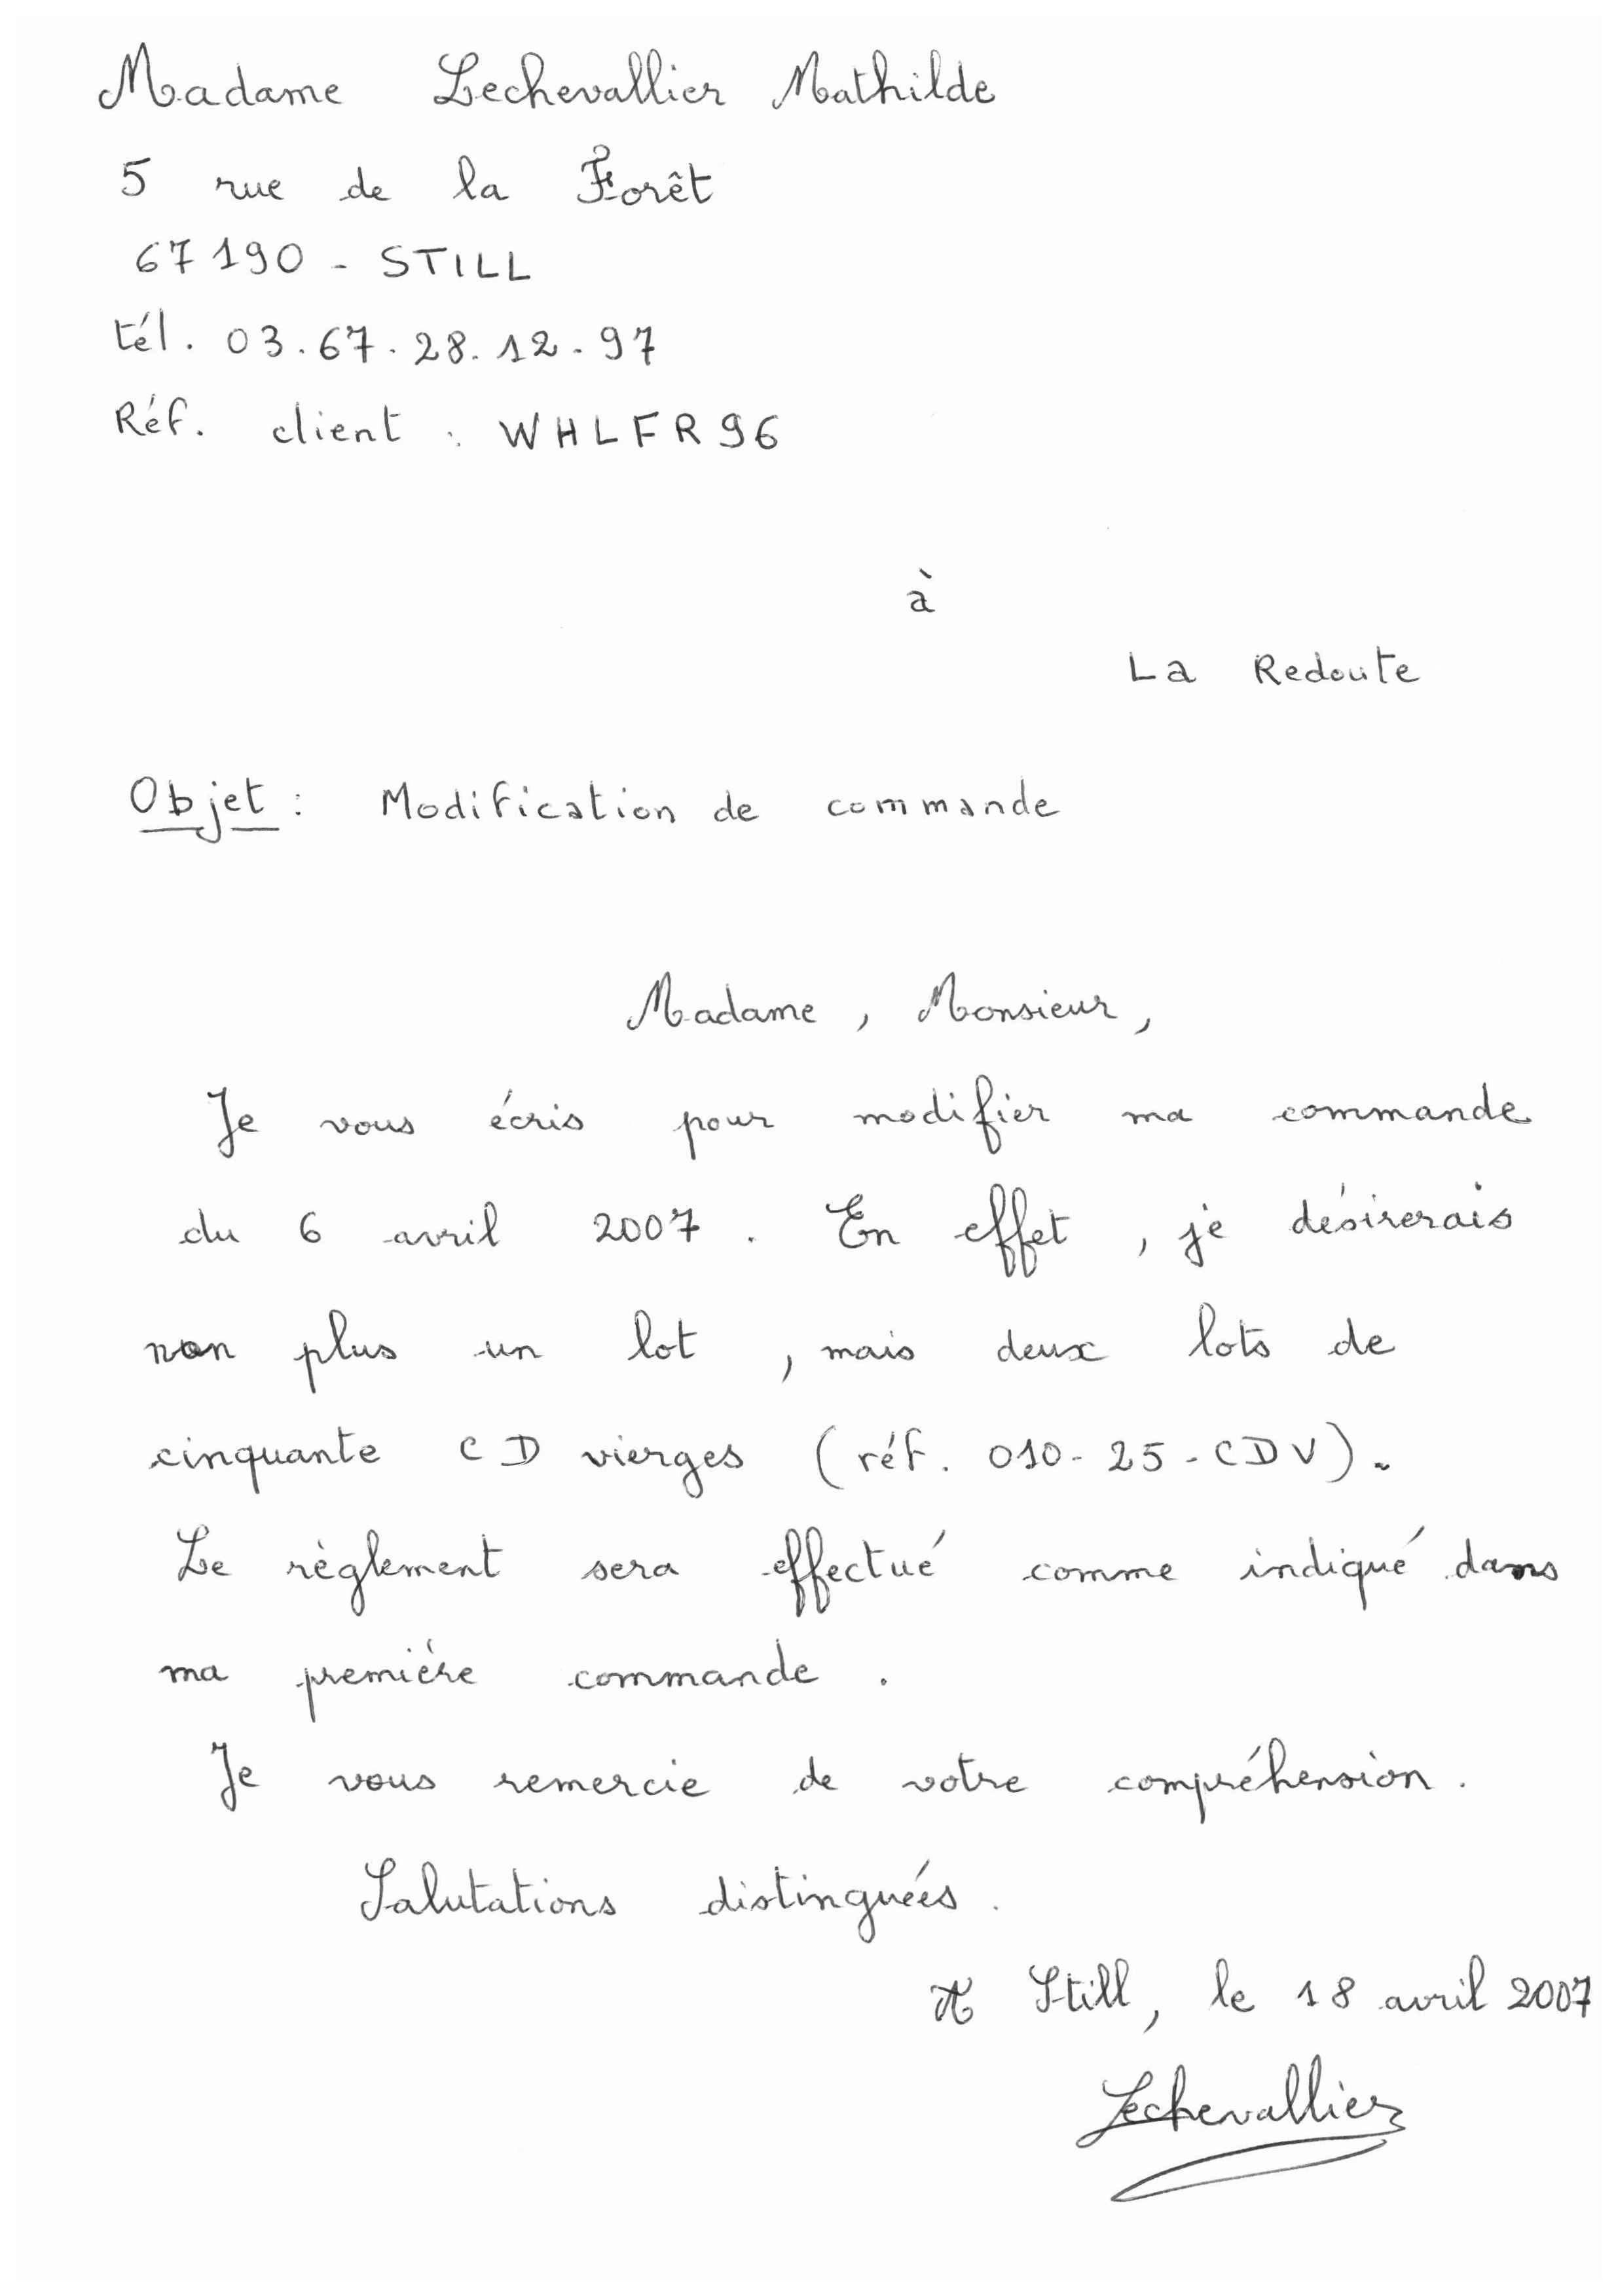 Madame Lechevallier Mathilde
5 rue de la Forêt
67190 - STILL
tél. 03.67.28.12.97
Réf. client : WHLFR96
à
La Redoute
Objet : Modification de commande
Madame, Monsieur,
Je vous écris pour modifier ma commande
du 6 avril 2007. En effet, je désirerais
non plus un lot, mais deux lots de
cinquante CD vierges (réf. 010-25-CDV).
Le règlement sera effectué comme indiqué dans
ma première commande.
Je vous remercie de votre compréhension.
Salutations distinguées.
A Still, le 18 avril 2007
Lechevallier